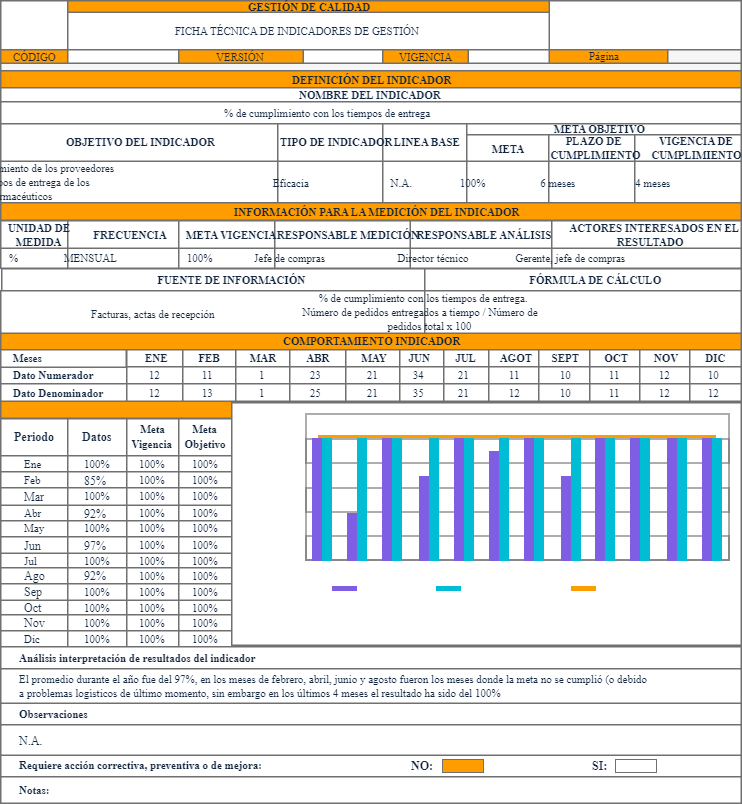 GESTIÓN DE CALIDAD
FICHA TÉCNICA DE INDICADORES DE GESTIÓN
CÓDIGO VERSIÓN VIGENCIA Página
DEFINICIÓN DEL INDICADOR
NOMBRE DEL INDICADOR
% de cumplimiento con los tiempos de entrega
OBJETIVO DEL INDICADOR TIPO DE INDICADOR LINEA BASE META OBJETIVO
META PLAZO DE CUMPLIMIENTO VIGENCIA DE CUMPLIMIENTO
miento de los proveedores
pos de entrega de los
rmacéuticos
Eficacia N.A. 100% 6 meses 4 meses
INFORMACIÓN PARA LA MEDICIÓN DEL INDICADOR
UNIDAD DE MEDIDA FRECUENCIA META VIGENCIA RESPONSABLE MEDICIÓN RESPONSABLE ANÁLISIS ACTORES INTERESADOS EN EL RESULTADO
% MENSUAL 100% Jefe de compras Director técnico Gerente, jefe de compras
FUENTE DE INFORMACIÓN FÓRMULA DE CÁLCULO
Facturas, actas de recepción
% de cumplimiento con los tiempos de entrega.
Número de pedidos entregados a tiempo / Número de
pedidos total x 100
COMPORTAMIENTO INDICADOR
Meses ENE FEB MAR ABR MAY JUN JUL AGOT SEPT OCT NOV DIC
Dato Numerador 12 11 1 23 21 34 21 11 10 11 12 10
Dato Denominador 12 13 1 25 21 35 21 12 10 11 12 12
Periodo Datos Meta Vigencia Meta Objetivo
Ene 100% 100% 100%
Feb 85% 100% 100%
Mar 100% 100% 100%
Abr 92% 100% 100%
May 100% 100% 100%
Jun 97% 100% 100%
Jul 100% 100% 100%
Ago 92% 100% 100%
Sep 100% 100% 100%
Oct 100% 100% 100%
Nov 100% 100% 100%
Dic 100% 100% 100%
Análisis interpretación de resultados del indicador
El promedio durante el año fue del 97%, en los meses de febrero, abril, junio y agosto fueron los meses donde la meta no se cumplió (o debido
a problemas logísticos de último momento, sin embargo en los últimos 4 meses el resultado ha sido del 100%
Observaciones
N.A.
Requiere acción correctiva, preventiva o de mejora: NO: SI:
Notas: